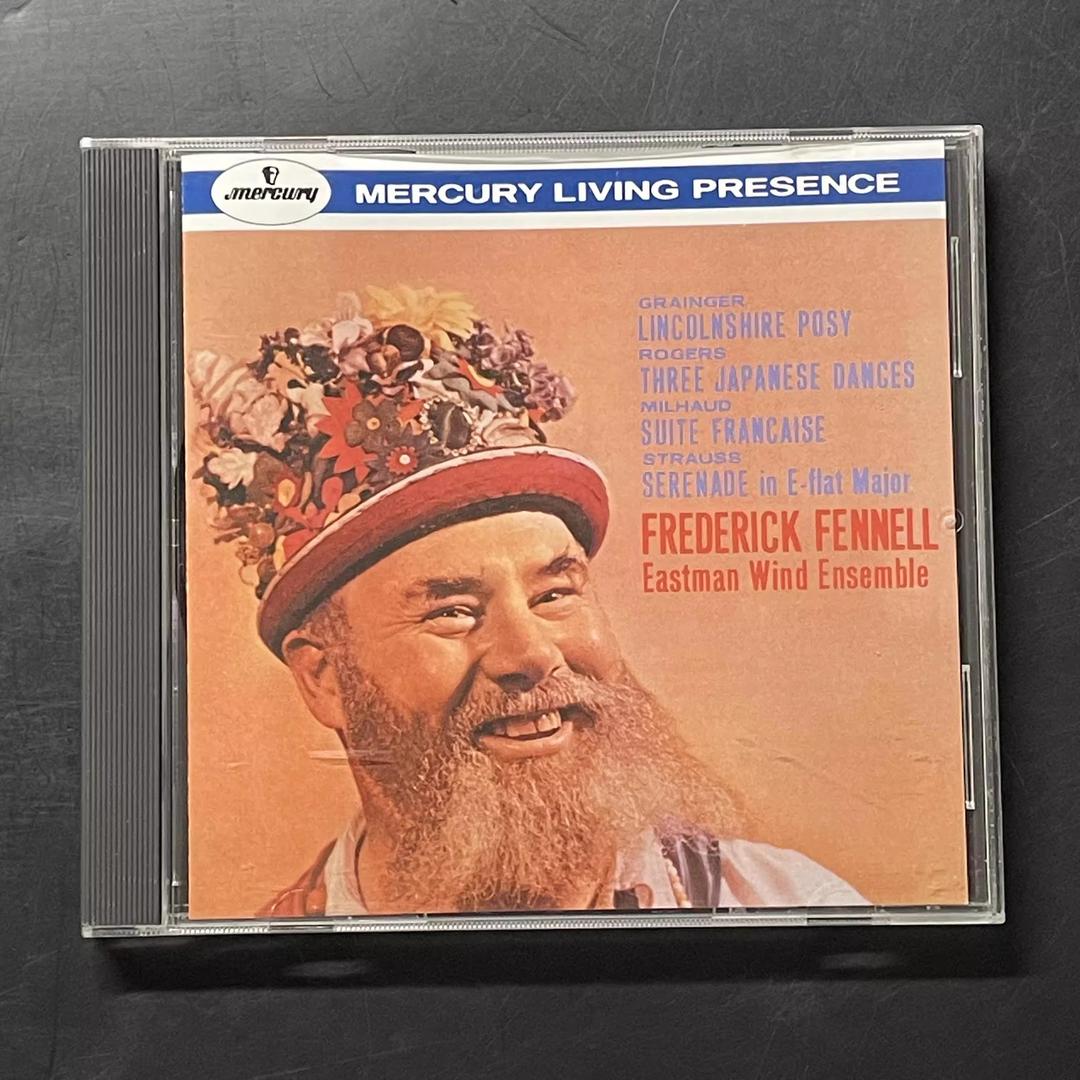 mercury
MERCURY LIVING PRESENCE
GRAINGER
LINCOLNSHIRE POSY
ROGERS
THREE JAPANESE DANCES
MILHAUD
SUITE FRANCAISE
STRAUSS
SERENADE in E-flat Major
FREDERICK FENNELL
Eastman Wind Ensemble